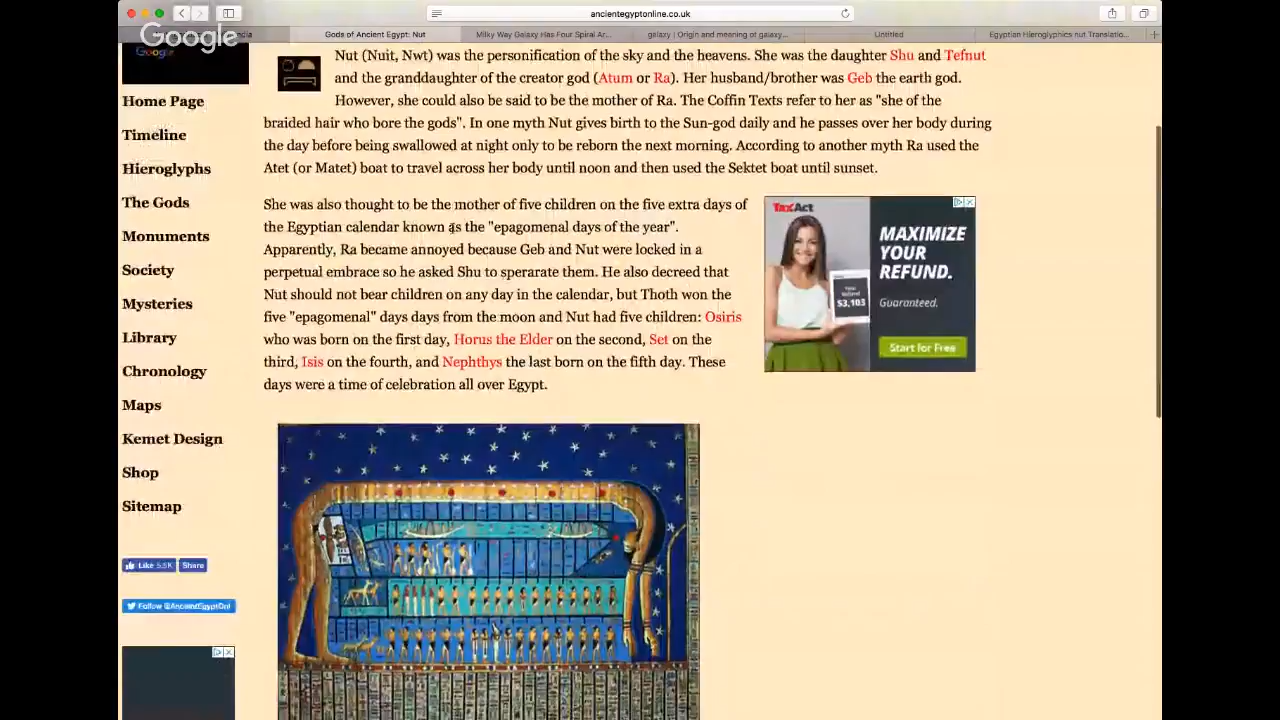 ancientegyptonline.co.uk
Google
Gods of Ancient Egypt: Nut
Milky Way Galaxy Has Four Spiral Ar...
galaxy | Origin and meaning of galaxy...
Untitled
Egyptian Hieroglyphics nut Translatio...
Google
Home Page
Timeline
Hieroglyphs
The Gods
Monuments
Society
Mysteries
Library
Chronology
Maps
Kemet Design
Shop
Sitemap
Like 5.5K
Share
Follow @AncientEgyptOnl
Nut (Nuit, Nwt) was the personification of the sky and the heavens. She was the daughter Shu and Tefnut
and the granddaughter of the creator god (Atum or Ra). Her husband/brother was Geb the earth god.
However, she could also be said to be the mother of Ra. The Coffin Texts refer to her as "she of the
braided hair who bore the gods". In one myth Nut gives birth to the Sun-god daily and he passes over her body during
the day before being swallowed at night only to be reborn the next morning. According to another myth Ra used the
Atet (or Matet) boat to travel across her body until noon and then used the Sektet boat until sunset.
She was also thought to be the mother of five children on the five extra days of
the Egyptian calendar known as the "epagomenal days of the year".
Apparently, Ra became annoyed because Geb and Nut were locked in a
perpetual embrace so he asked Shu to sperarate them. He also decreed that
Nut should not bear children on any day in the calendar, but Thoth won the
five "epagomenal" days days from the moon and Nut had five children: Osiris
who was born on the first day, Horus the Elder on the second, Set on the
third, Isis on the fourth, and Nephthys the last born on the fifth day. These
days were a time of celebration all over Egypt.
TaxAct
MAXIMIZE
YOUR
REFUND.
Guaranteed.
$3,103
Start for Free